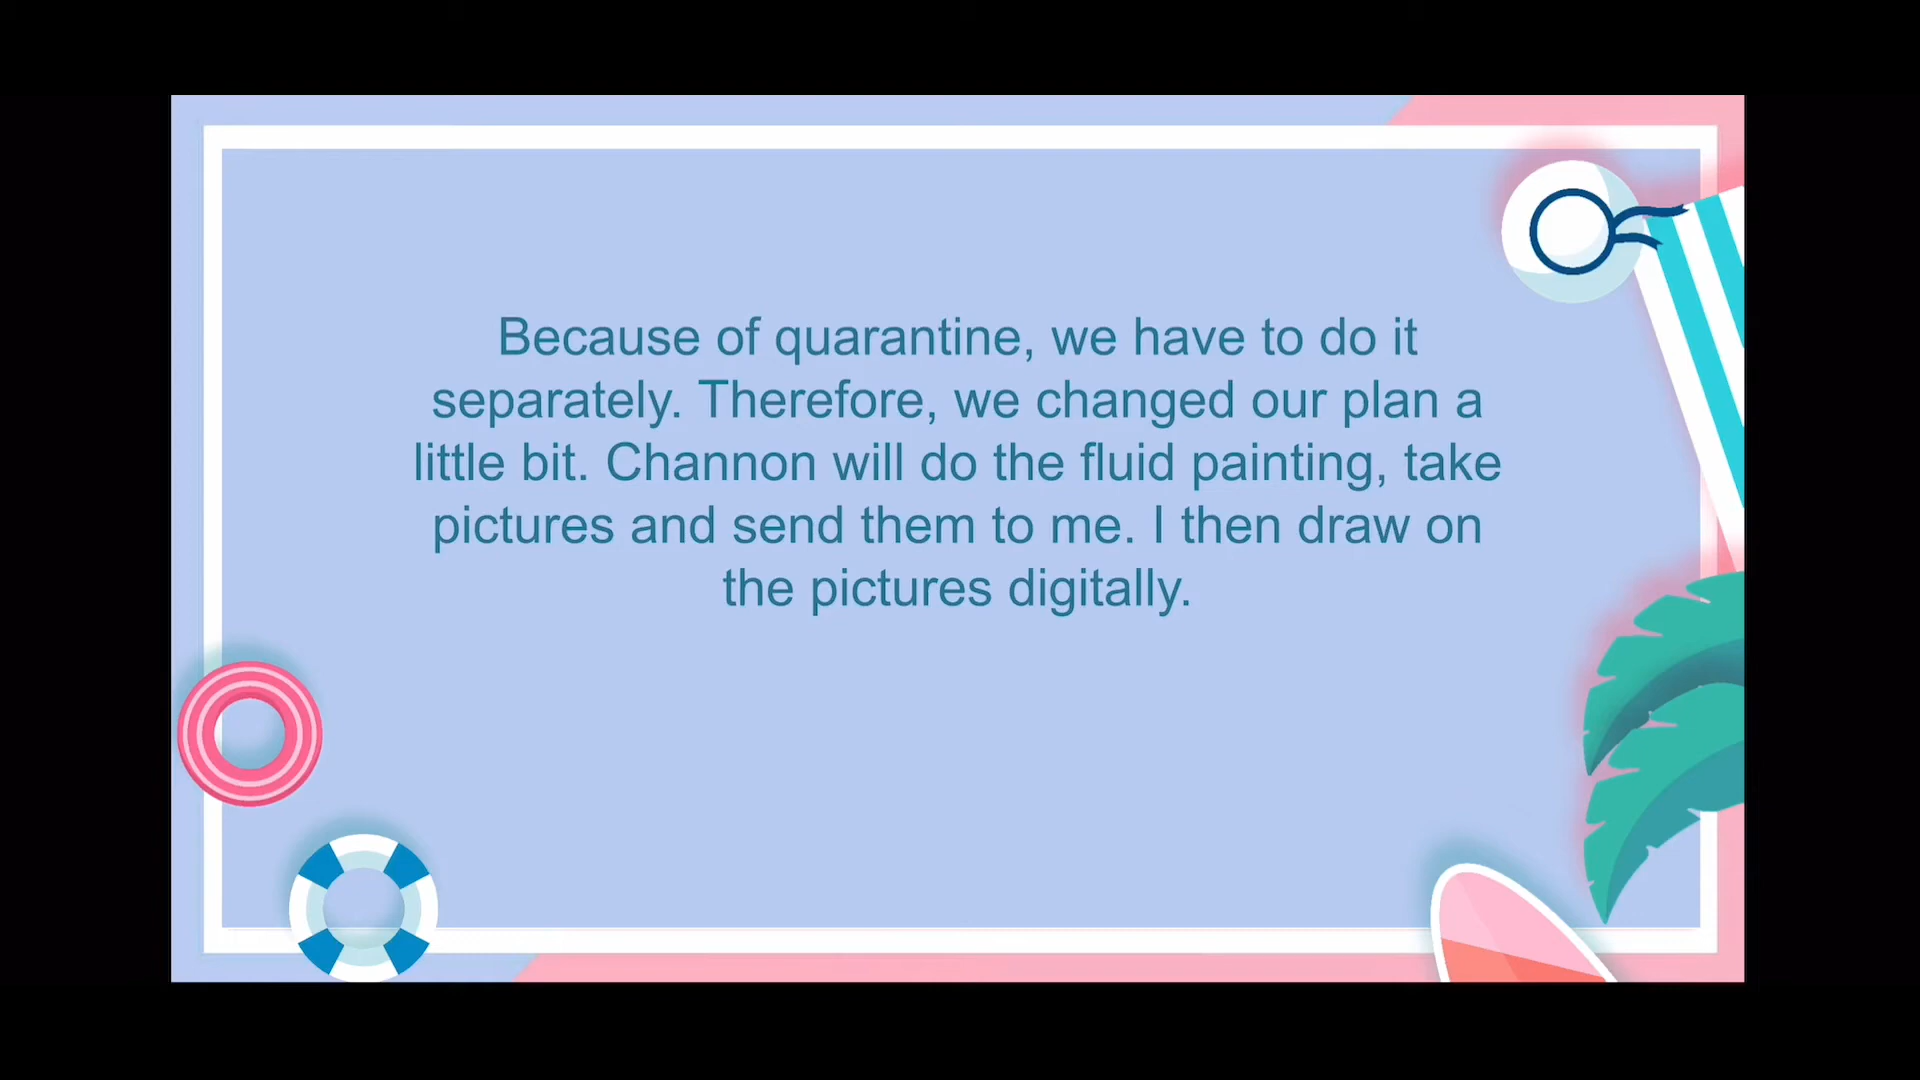 Because of quarantine, we have to do it
separately. Therefore, we changed our plan a
little bit. Channon will do the fluid painting, take
pictures and send them to me. I then draw on
the pictures digitally.